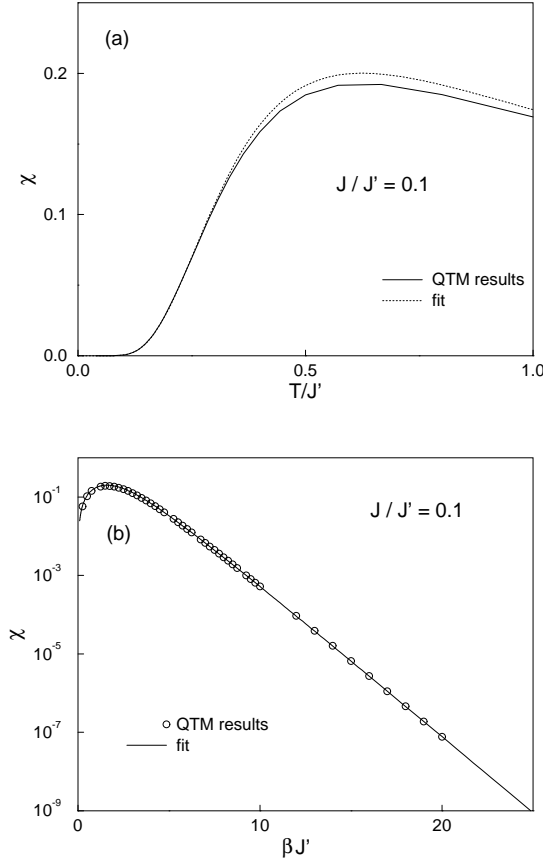 (a)
0.2
0.1
0.0
χ
J / J' = 0.1
QTM results
fit
0.0
0.5
1.0
T/J'
(b)
10^-1
10^-3
10^-5
10^-7
10^-9
χ
J / J' = 0.1
QTM results
fit
0
10
20
βJ'